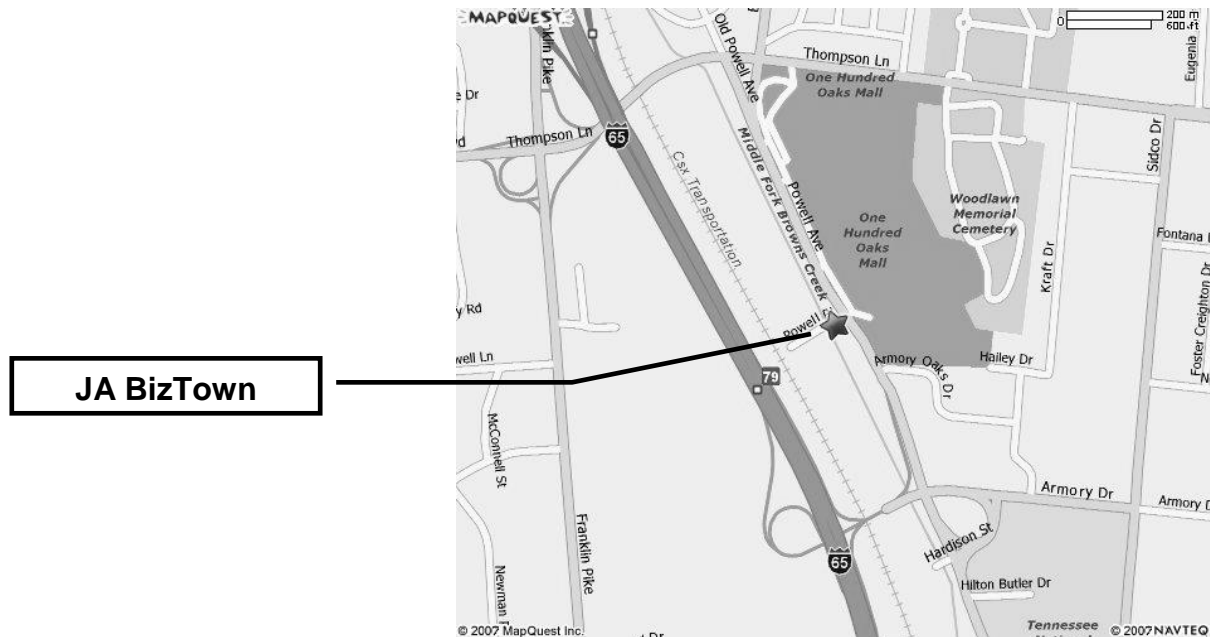 MAPQUEST
200 m
0
600 ft
Old Powell Ave
Franklin Pike
Thompson Ln
Eugenia
One Hundred
Oaks Mall
Thompson Ln
65
Middle Fork Browns Creek
Sidco Dr
Csx Transportation
Powell Ave
Woodlawn
Memorial
Cemetery
One
Hundred
Oaks
Mall
Fontana
Kraft Dr
Foster Creighton Dr
Powell
Armory Oaks Dr
Hailey Dr
well Ln
JA BizTown
79
McConnell St
Armory Dr
Armory
Franklin Pike
Hardison St
65
Hilton Butler Dr
Newman
Tennessee
© 2007 MapQuest Inc.
Dr
© 2007 NAVTEQ